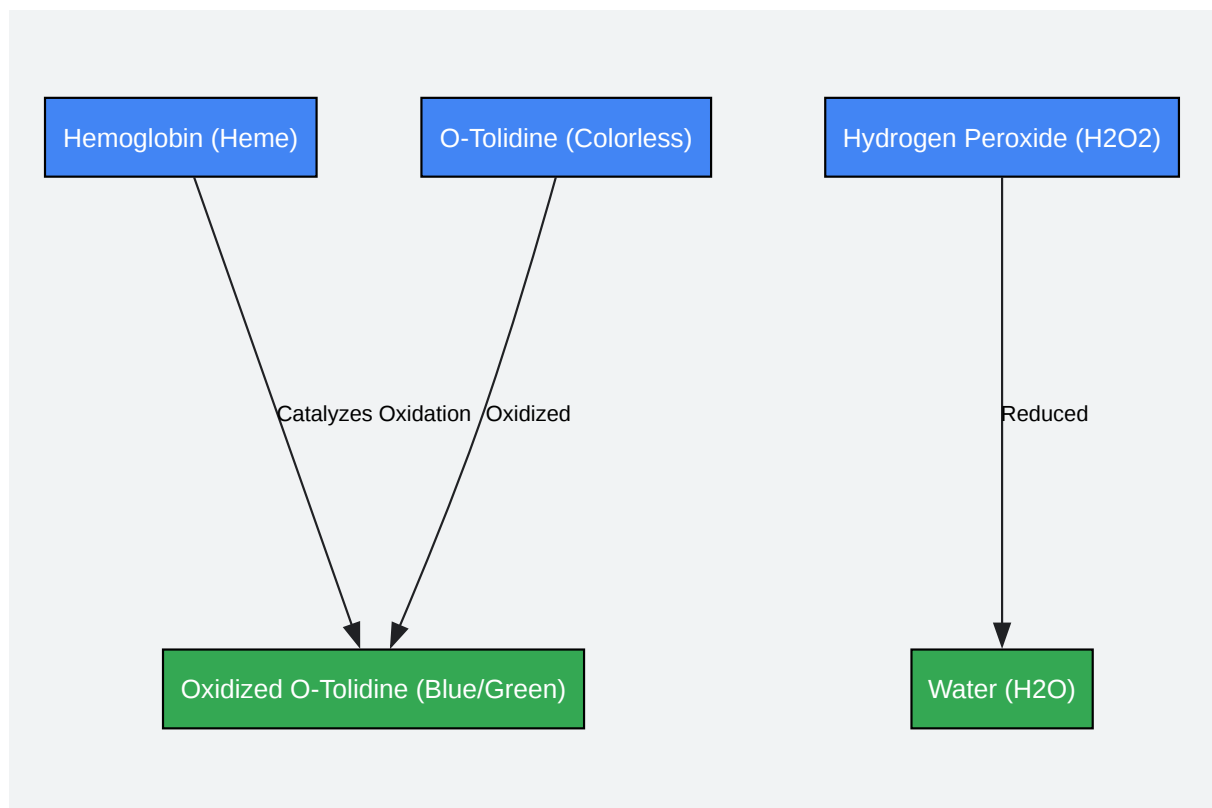 Hemoglobin (Heme)
O-Tolidine (Colorless)
Hydrogen Peroxide (H2O2)
Catalyzes Oxidation
Oxidized
Reduced
Oxidized O-Tolidine (Blue/Green)
Water (H2O)